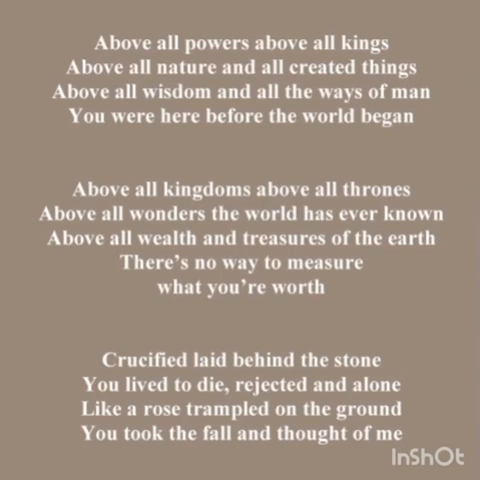 Above all powers above all kings
Above all nature and all created things
Above all wisdom and all the ways of man
You were here before the world began
Above all kingdoms above all thrones
Above all wonders the world has ever known
Above all wealth and treasures of the earth
There's no way to measure
what you're worth
Crucified laid behind the stone
You lived to die, rejected and alone
Like a rose trampled on the ground
You took the fall and thought of me
InShOt